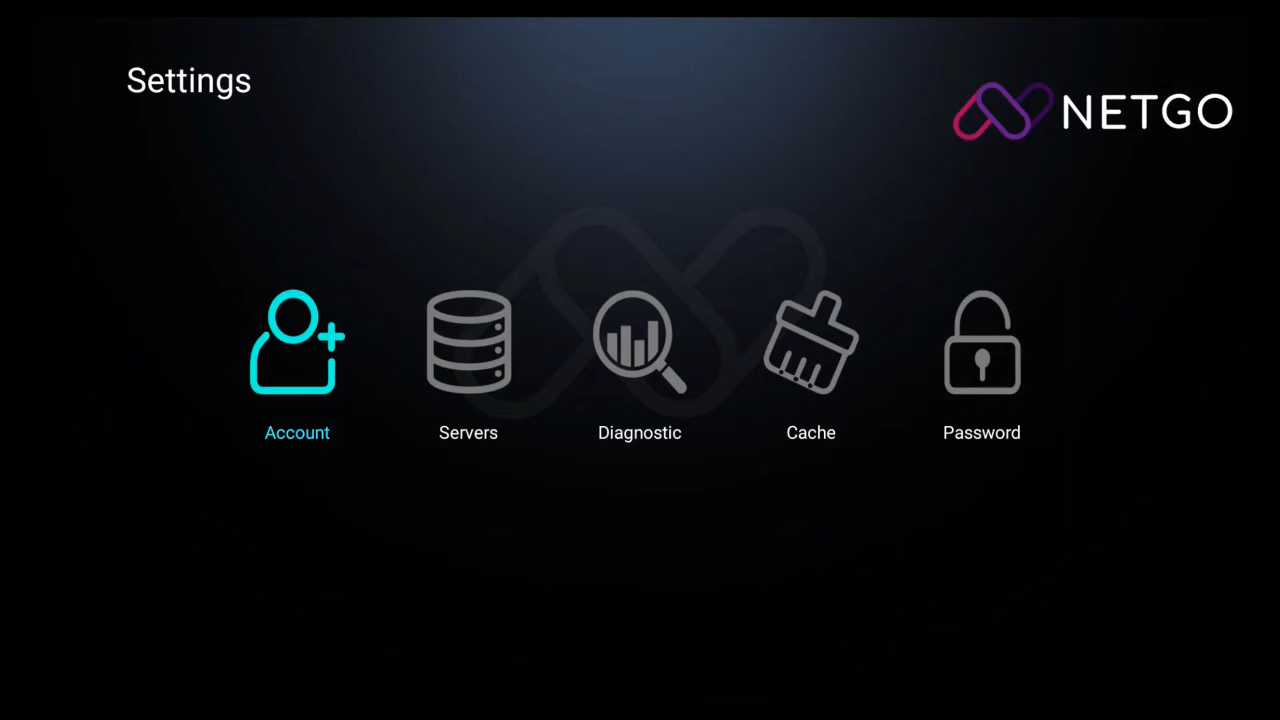 Settings
NETGO
Account
Servers
Diagnostic
Cache
Password